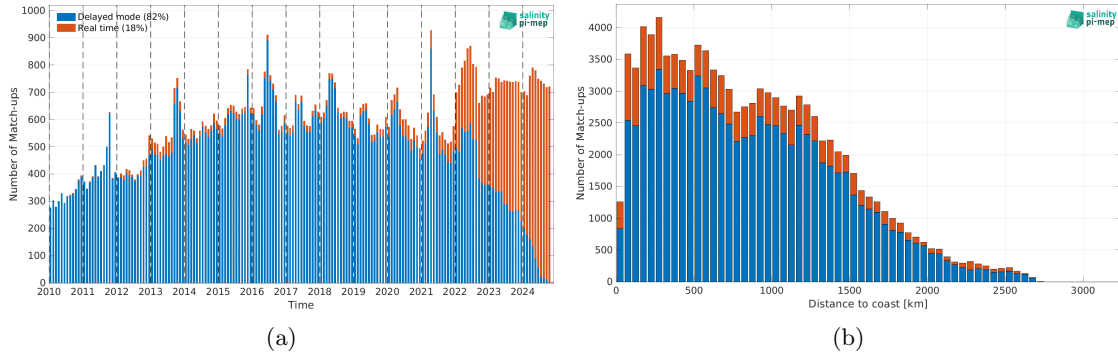 Delayed mode (82%)
Real time (18%)
salinity
pi-mep
Number of Match-ups
1000
900
800
700
600
500
400
300
200
100
0
2010 2011 2012 2013 2014 2015 2016 2017 2018 2019 2020 2021 2022 2023 2024
Time
(a)
salinity
pi-mep
Number of Match-ups
4000
3500
3000
2500
2000
1500
1000
500
0
0 500 1000 1500 2000 2500 3000
Distance to coast [km]
(b)